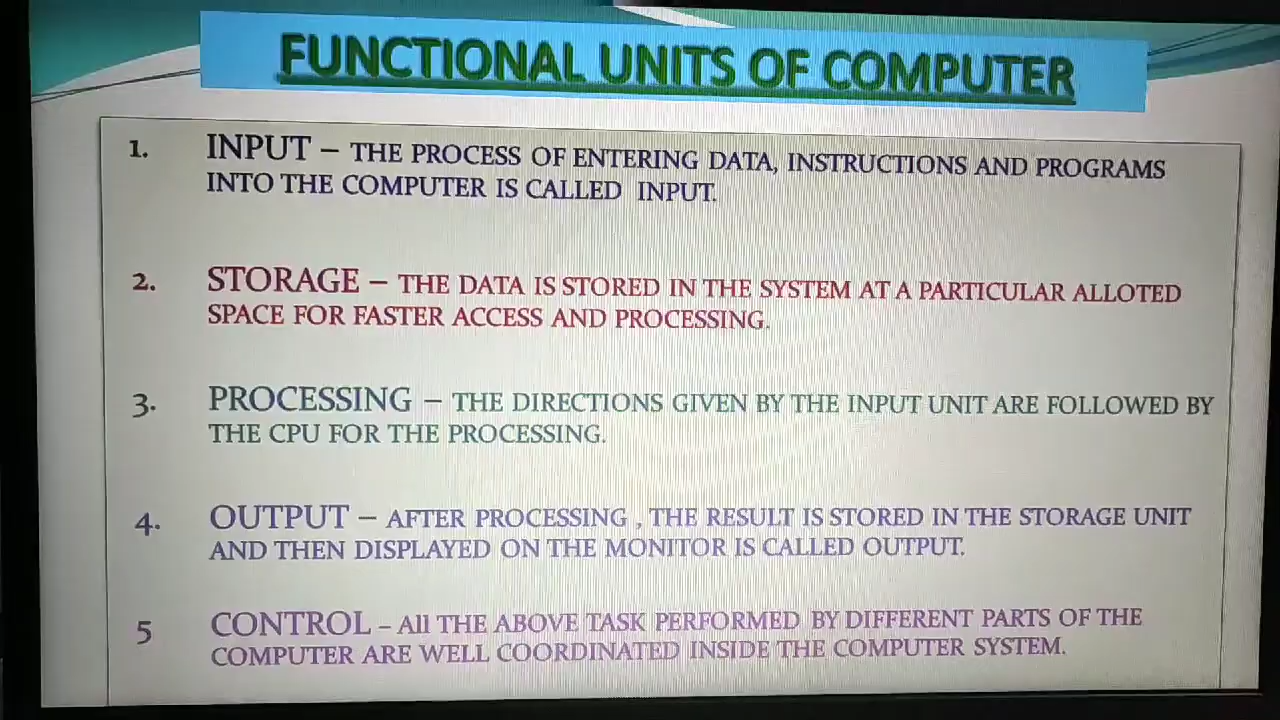 FUNCTIONAL UNITS OF COMPUTER
1. INPUT – THE PROCESS OF ENTERING DATA, INSTRUCTIONS AND PROGRAMS
INTO THE COMPUTER IS CALLED INPUT.
2. STORAGE – THE DATA IS STORED IN THE SYSTEM AT A PARTICULAR ALLOTED
SPACE FOR FASTER ACCESS AND PROCESSING.
3. PROCESSING – THE DIRECTIONS GIVEN BY THE INPUT UNIT ARE FOLLOWED BY
THE CPU FOR THE PROCESSING.
4. OUTPUT – AFTER PROCESSING , THE RESULT IS STORED IN THE STORAGE UNIT
AND THEN DISPLAYED ON THE MONITOR IS CALLED OUTPUT.
5 CONTROL – All THE ABOVE TASK PERFORMED BY DIFFERENT PARTS OF THE
COMPUTER ARE WELL COORDINATED INSIDE THE COMPUTER SYSTEM.